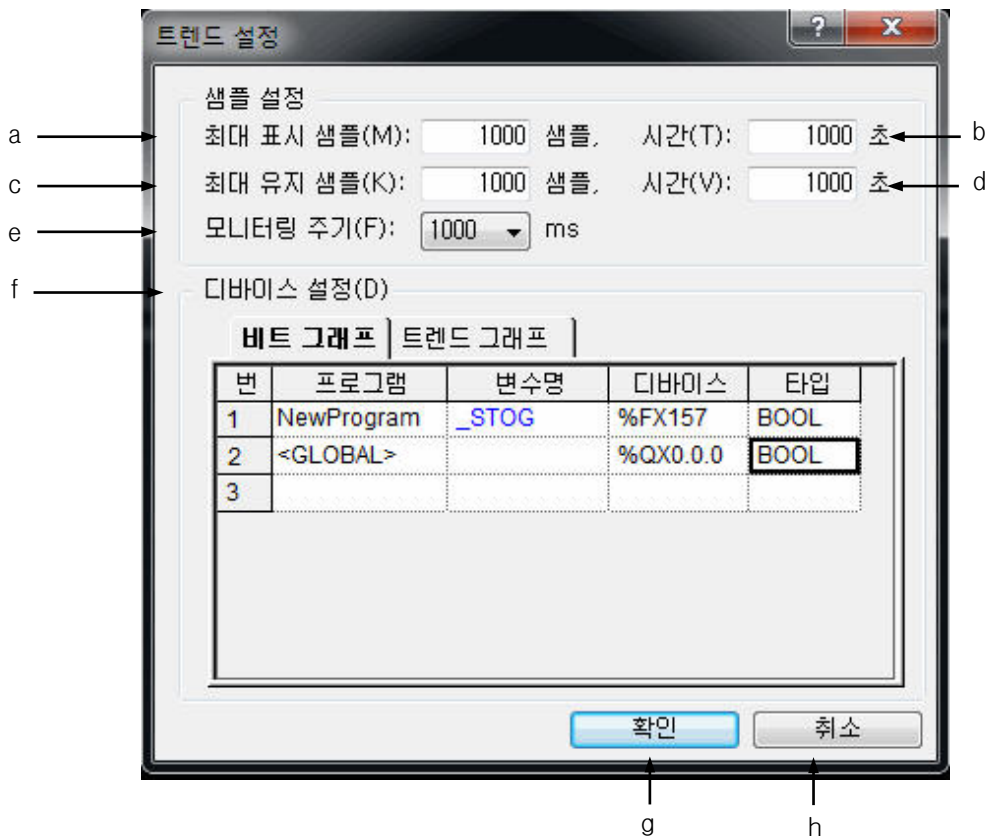 트렌드 설정
샘플 설정
a 최대 표시 샘플(M): 1000 샘플, 시간(T): 1000 초 b
c 최대 유지 샘플(K): 1000 샘플, 시간(V): 1000 초 d
e 모니터링 주기(F): 1000 ms
f 디바이스 설정(D)
비트 그래프 트렌드 그래프
번 프로그램 변수명 디바이스 타입
1 NewProgram _STOG %FX157 BOOL
2 <GLOBAL> %QX0.0.0 BOOL
3
확인 취소
g h